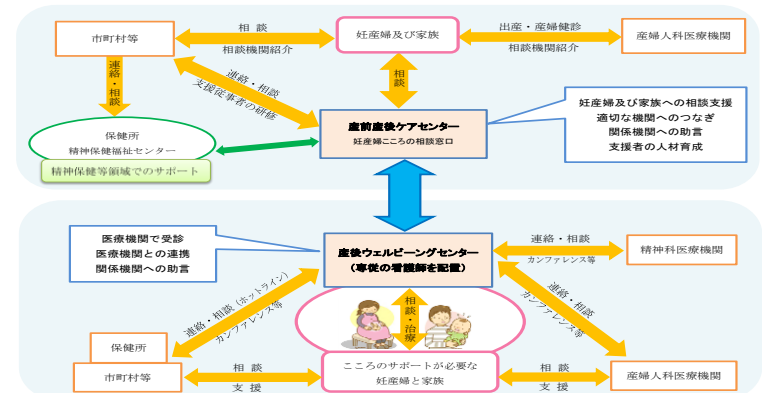 市町村等
相 談
相談機関紹介
妊産婦及び家族
出産・産婦健診
相談機関紹介
産婦人科医療機関
連絡・相談
連絡・相談
支援従事者の研修
相談
妊産婦及び家族への相談支援
適切な機関へのつなぎ
関係機関への助言
支援者の人材育成
産前産後ケアセンター
妊産婦こころの相談窓口
保健所
精神保健福祉センター
精神保健等領域でのサポート
医療機関で受診
医療機関との連携
関係機関への助言
産後ウェルビーングセンター
(専従の看護師を配置)
連絡・相談
カンファレンス等
精神科医療機関
連絡・相談(ホットライン)
カンファレンス等
相談・治療
連絡・相談
カンファレンス等
保健所
市町村等
相 談
支 援
こころのサポートが必要な
妊産婦と家族
相 談
支 援
産婦人科医療機関